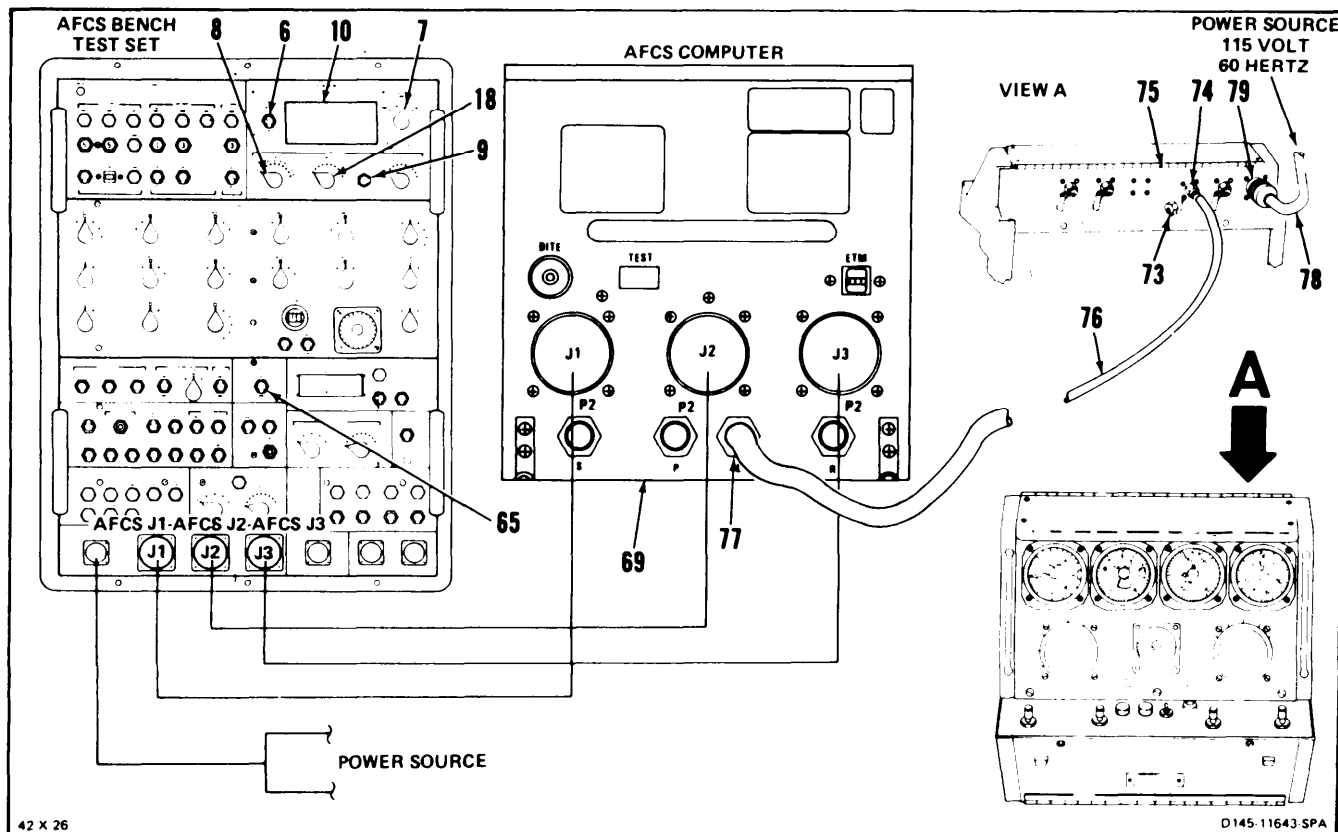 AFCS BENCH
TEST SET
8
6
10
7
18
9
AFCS COMPUTER
POWER SOURCE
115 VOLT
60 HERTZ
VIEW A
75
74
79
73
78
76
BITE
TEST
ETM
J1
J2
J3
P2
P2
P2
S
P
R
65
69
77
A
AFCS J1-AFCS J2-AFCS J3
J1
J2
J3
POWER SOURCE
42 X 26
D145-11643-SPA